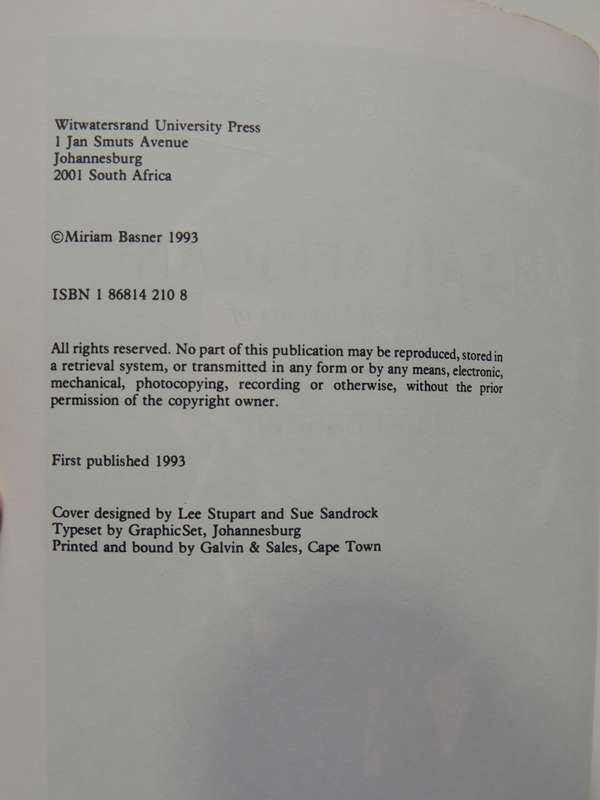 Witwatersrand University Press
1 Jan Smuts Avenue
Johannesburg
2001 South Africa
©Miriam Basner 1993
ISBN 1 86814 210 8
All rights reserved. No part of this publication may be reproduced, stored in
a retrieval system, or transmitted in any form or by any means, electronic,
mechanical, photocopying, recording or otherwise, without the prior
permission of the copyright owner.
First published 1993
Cover designed by Lee Stupart and Sue Sandrock
Typeset by GraphicSet, Johannesburg
Printed and bound by Galvin & Sales, Cape Town